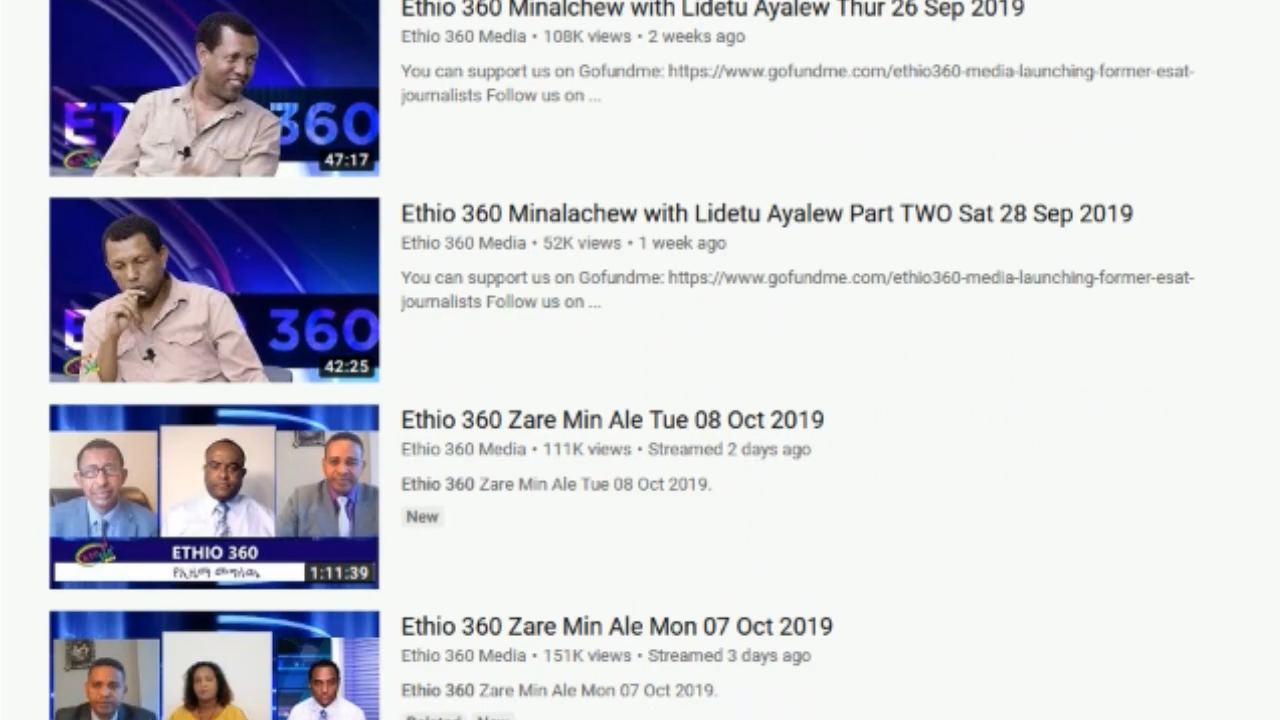 Ethio 360 Minalchew with Lidetu Ayalew Thur 26 Sep 2019
Ethio 360 Media • 108K views • 2 weeks ago
You can support us on Gofundme: https://www.gofundme.com/ethio360-media-launching-former-esat-
journalists Follow us on ...
ET 360
47:17
Ethio 360 Minalachew with Lidetu Ayalew Part TWO Sat 28 Sep 2019
Ethio 360 Media • 52K views • 1 week ago
You can support us on Gofundme: https://www.gofundme.com/ethio360-media-launching-former-esat-
journalists Follow us on ...
360
42:25
Ethio 360 Zare Min Ale Tue 08 Oct 2019
Ethio 360 Media • 111K views • Streamed 2 days ago
Ethio 360 Zare Min Ale Tue 08 Oct 2019.
New
ETHIO 360
1:11:39
Ethio 360 Zare Min Ale Mon 07 Oct 2019
Ethio 360 Media • 151K views • Streamed 3 days ago
Ethio 360 Zare Min Ale Mon 07 Oct 2019.